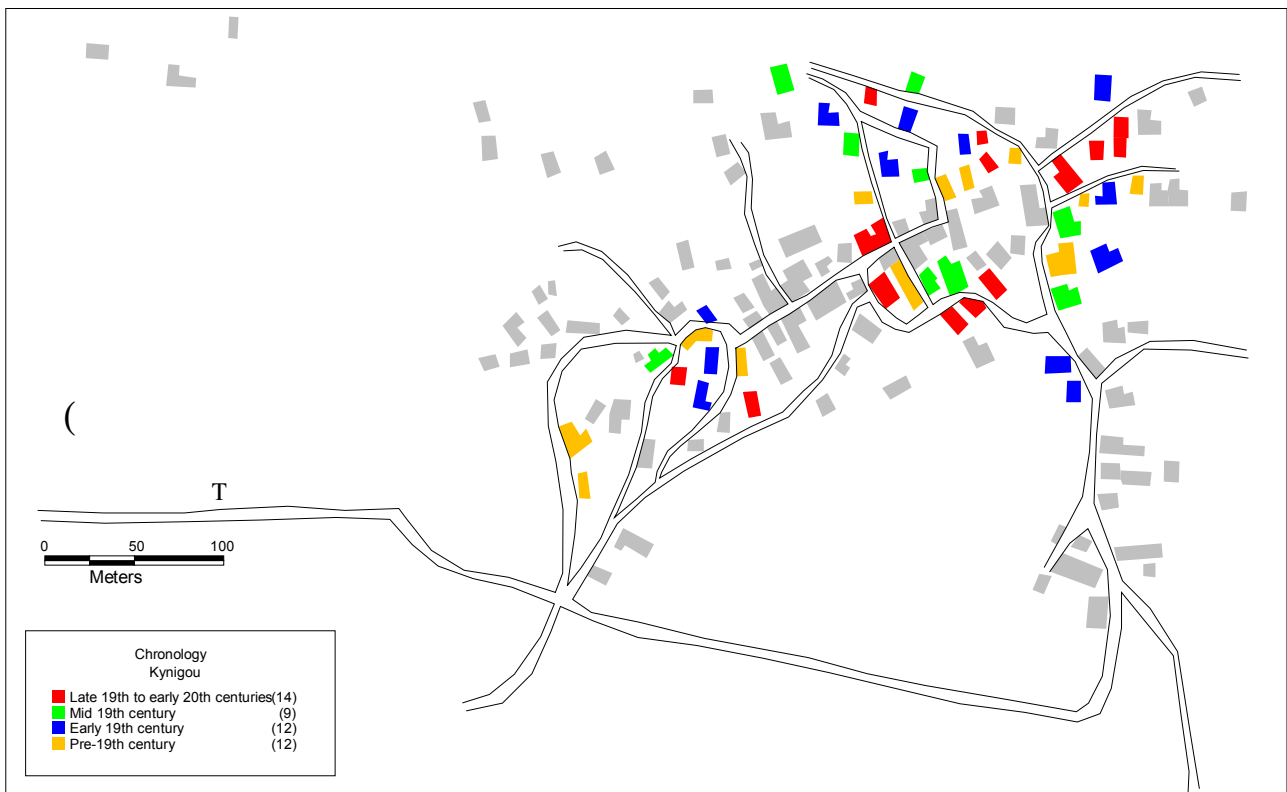 (
T
0 50 100
Meters
Chronology
Kynigou
Late 19th to early 20th centuries(14)
Mid 19th century (9)
Early 19th century (12)
Pre-19th century (12)